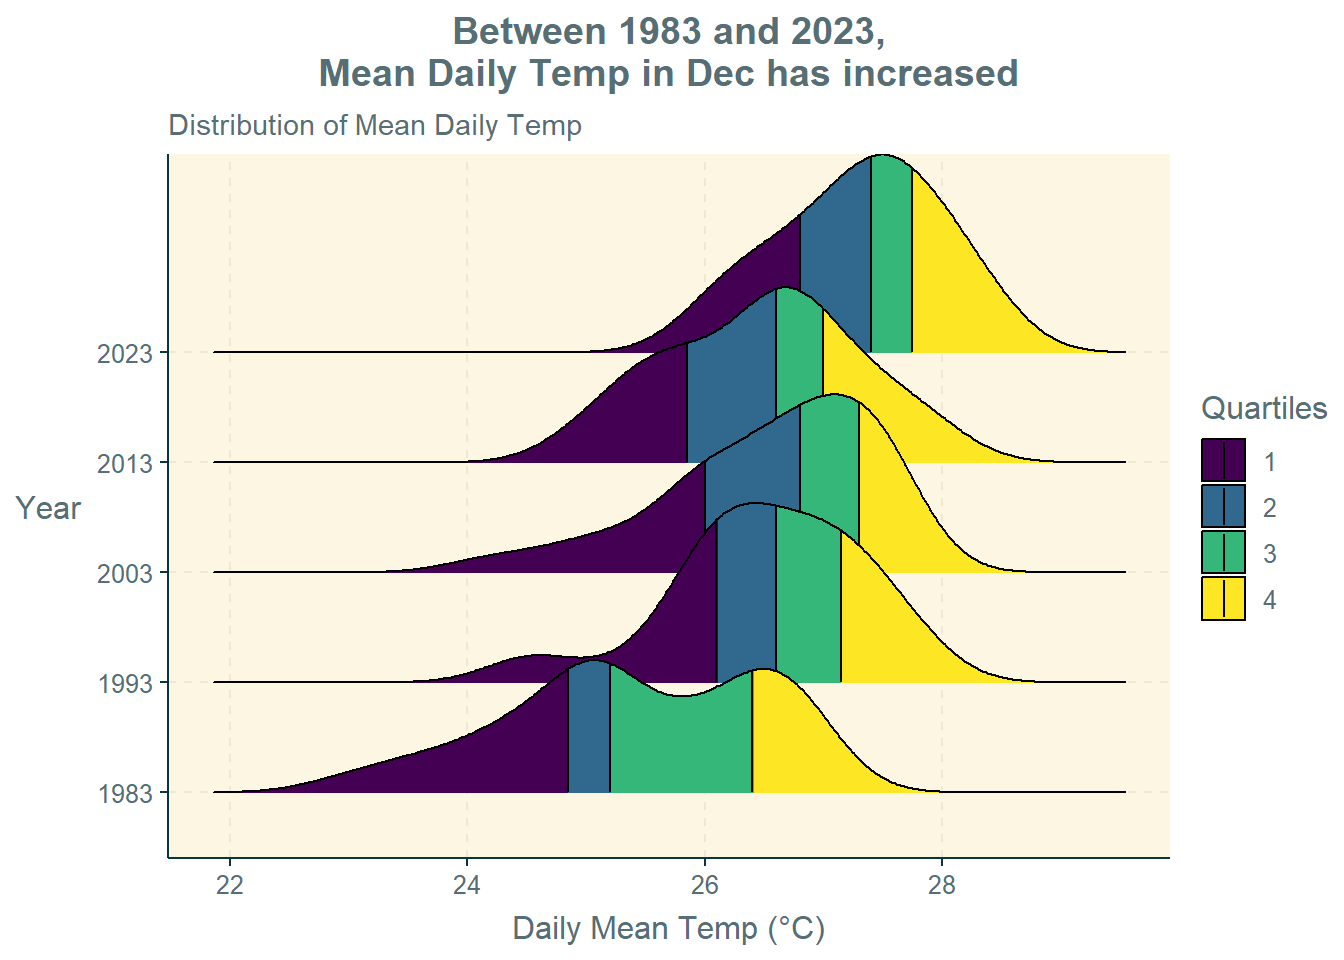 Between 1983 and 2023,
Mean Daily Temp in Dec has increased
Distribution of Mean Daily Temp
2023
2013
2003
1993
1983
Year
22 24 26 28
Daily Mean Temp (°C)
Quartiles
1
2
3
4